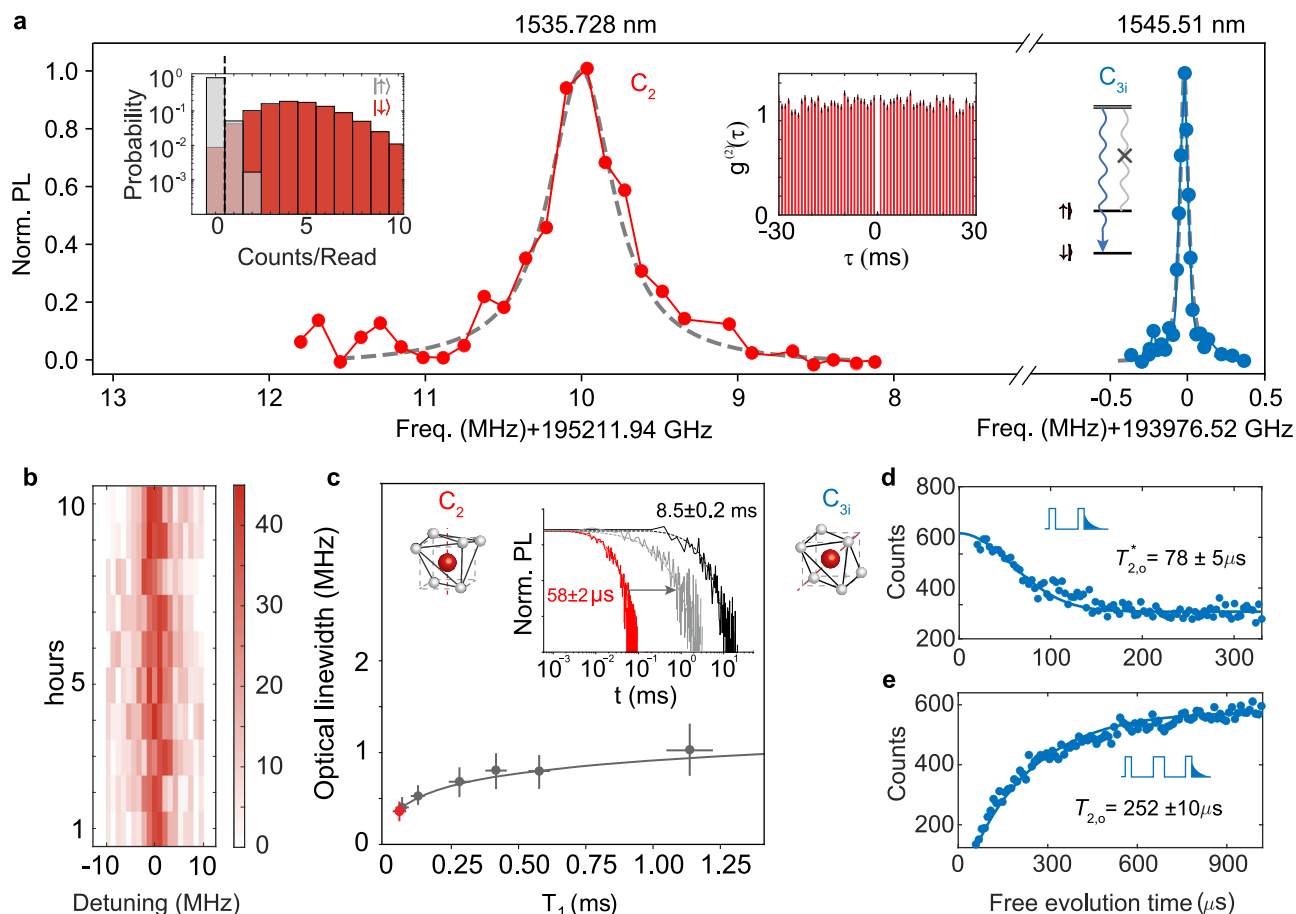 a
1535.728 nm
1545.51 nm
Norm. PL
1.0
0.8
0.6
0.4
0.2
0.0
Probability
10⁰
10⁻¹
10⁻²
10⁻³
|↑⟩
|↓⟩
0 5 10
Counts/Read
C₂
g⁽²⁾(τ)
1
0
-30 0 30
τ (ms)
C₃ᵢ
|↑⟩
|↓⟩
13 12 11 10 9 8
-0.5 0 0.5
Freq. (MHz)+195211.94 GHz
Freq. (MHz)+193976.52 GHz
b
hours
10
5
1
-10 0 10
Detuning (MHz)
40
30
20
10
0
c
Optical linewidth (MHz)
2
1
0
C₂
C₃ᵢ
Norm. PL
8.5±0.2 ms
58±2 μs
10⁻³ 10⁻² 10⁻¹ 10⁰ 10¹
t (ms)
0 0.25 0.50 0.75 1.00 1.25
T₁ (ms)
d
Counts
800
600
400
200
T*₂,ₒ = 78 ± 5μs
0 100 200 300
e
Counts
600
400
200
T₂,ₒ = 252 ±10μs
0 300 600 900
Free evolution time (μs)